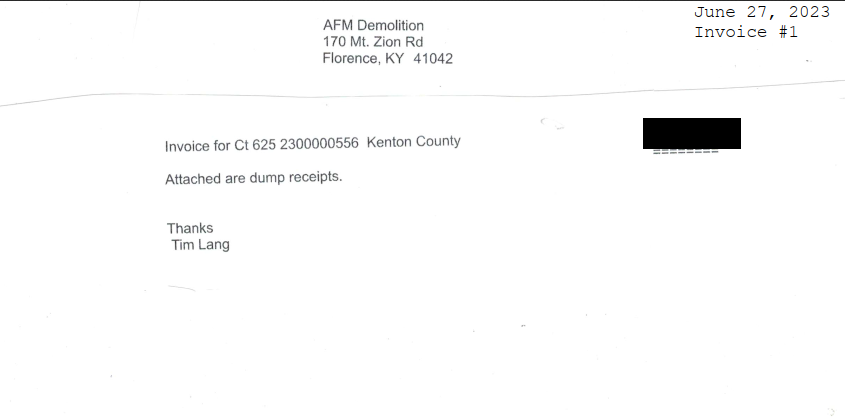 AFM Demolition
170 Mt. Zion Rd
Florence, KY 41042
June 27, 2023
Invoice #1
Invoice for Ct 625 2300000556 Kenton County
Attached are dump receipts.
Thanks
Tim Lang